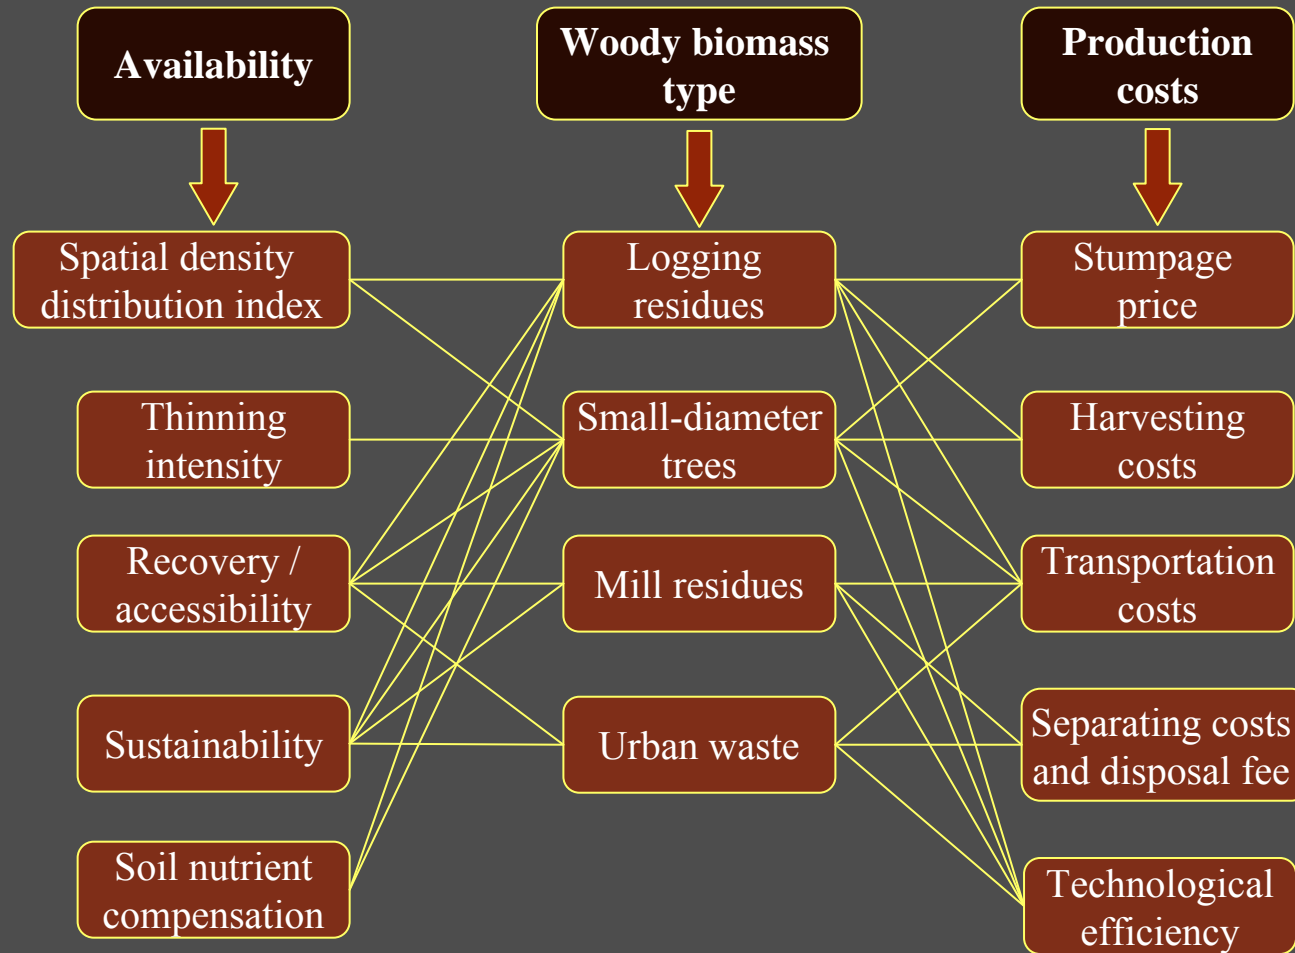 Availability
Woody biomass
type
Production
costs
Spatial density
distribution index
Logging
residues
Stumpage
price
Thinning
intensity
Small-diameter
trees
Harvesting
costs
Recovery /
accessibility
Mill residues
Transportation
costs
Sustainability
Urban waste
Separating costs
and disposal fee
Soil nutrient
compensation
Technological
efficiency